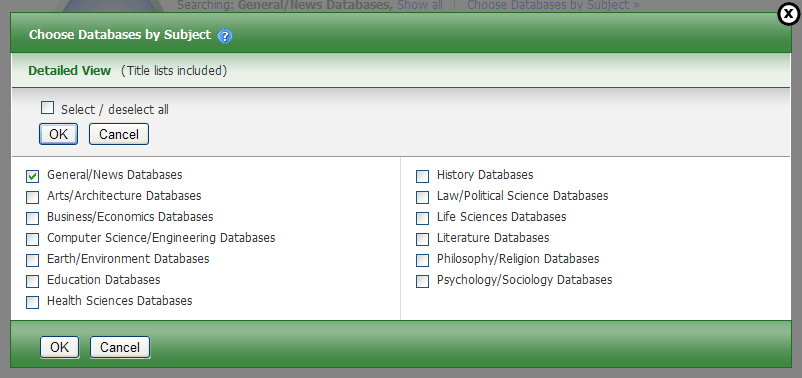 Searching: General/News Databases, Show all | Choose Databases by Subject »
X
Choose Databases by Subject ?
Detailed View (Title lists included)
Select / deselect all
OK Cancel
General/News Databases
Arts/Architecture Databases
Business/Economics Databases
Computer Science/Engineering Databases
Earth/Environment Databases
Education Databases
Health Sciences Databases
History Databases
Law/Political Science Databases
Life Sciences Databases
Literature Databases
Philosophy/Religion Databases
Psychology/Sociology Databases
OK Cancel